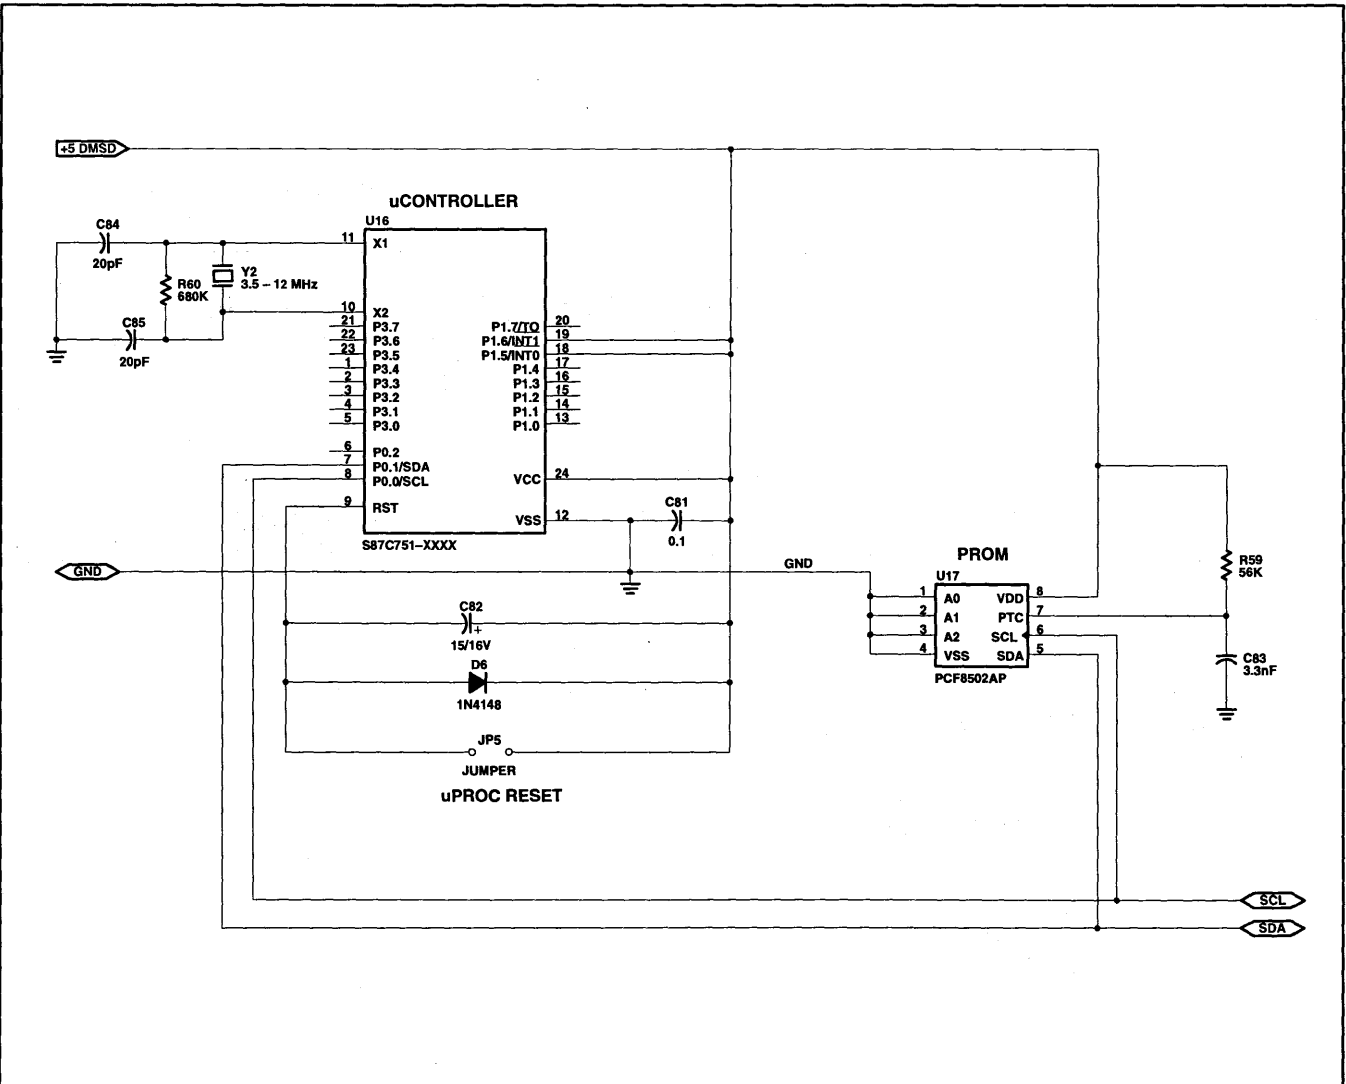 +5 DMSD
uCONTROLLER
U16
C84
20pF
11 X1
R60
680K
Y2
3.5 – 12 MHz
C85
20pF
10 X2
21 P3.7
22 P3.6
23 P3.5
1 P3.4
2 P3.3
3 P3.2
4 P3.1
5 P3.0
6 P0.2
7 P0.1/SDA
8 P0.0/SCL
9 RST
P1.7/TO 20
P1.6/INT1 19
P1.5/INT0 18
P1.4 17
P1.3 16
P1.2 15
P1.1 14
P1.0 13
VCC 24
VSS 12
S87C751–XXXX
C81
0.1
GND
GND
C82
+
15/16V
D6
1N4148
JP5
JUMPER
uPROC RESET
PROM
U17
1 A0 VDD 8
2 A1 PTC 7
3 A2 SCL 6
4 VSS SDA 5
PCF8502AP
R59
56K
C83
3.3nF
SCL
SDA